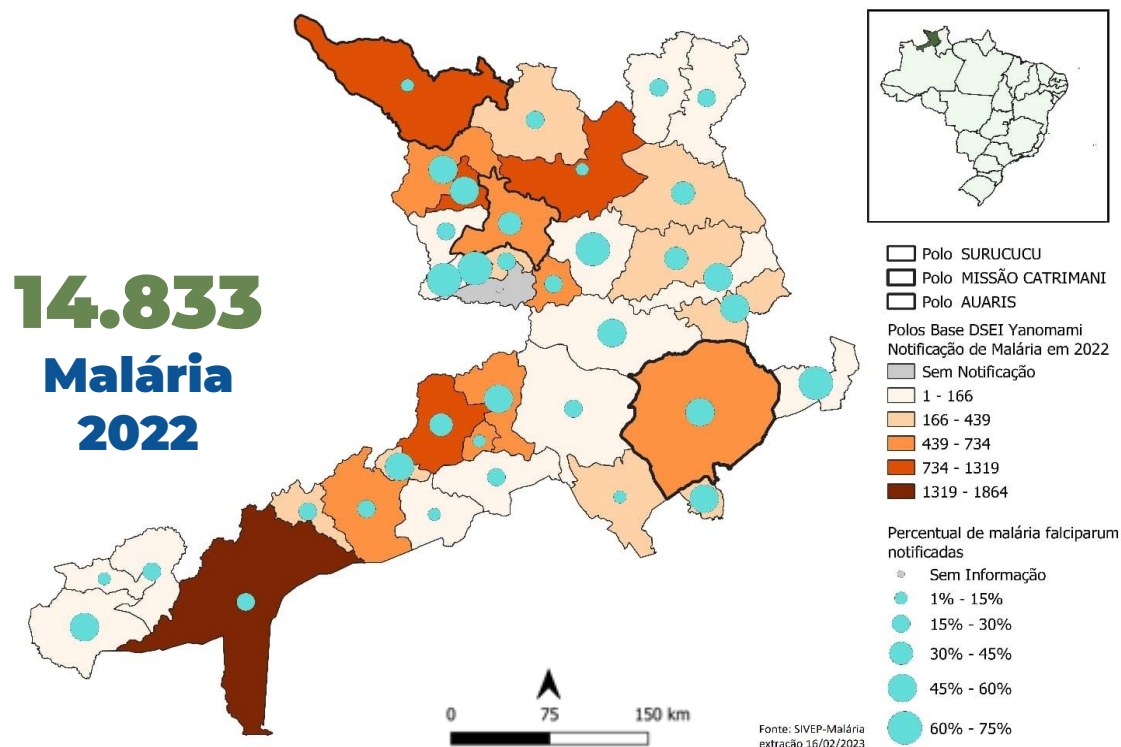 14.833
Malária
2022
Polo SURUCUCU
Polo MISSÃO CATRIMANI
Polo AUARIS
Polos Base DSEI Yanomami
Notificação de Malária em 2022
Sem Notificação
1 - 166
166 - 439
439 - 734
734 - 1319
1319 - 1864
Percentual de malária falciparum
notificadas
Sem Informação
1% - 15%
15% - 30%
30% - 45%
45% - 60%
60% - 75%
0 75 150 km
Fonte: SIVEP-Malária
extração 16/02/2023